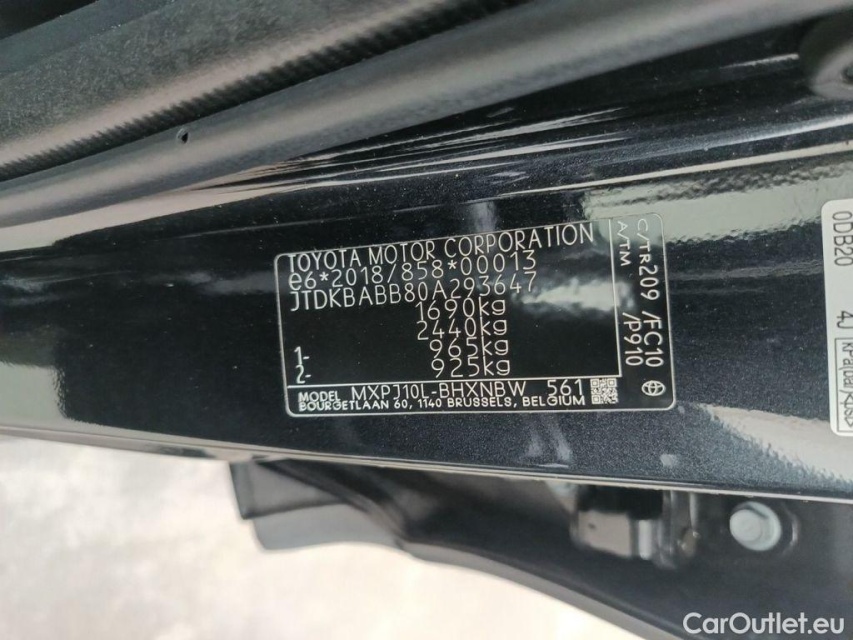 TOYOTA MOTOR CORPORATION
e6*2018/858*00013
JTDKBABB80A293647
1690kg
2440kg
1- 965kg
2- 925kg
MODEL MXPJ10L-BHXNBW 561
BOURGETLAAN 60, 1140 BRUSSELS, BELGIUM
C/TR209 /FC10
A/TM /P910
0DB20 4J
CarOutlet.eu